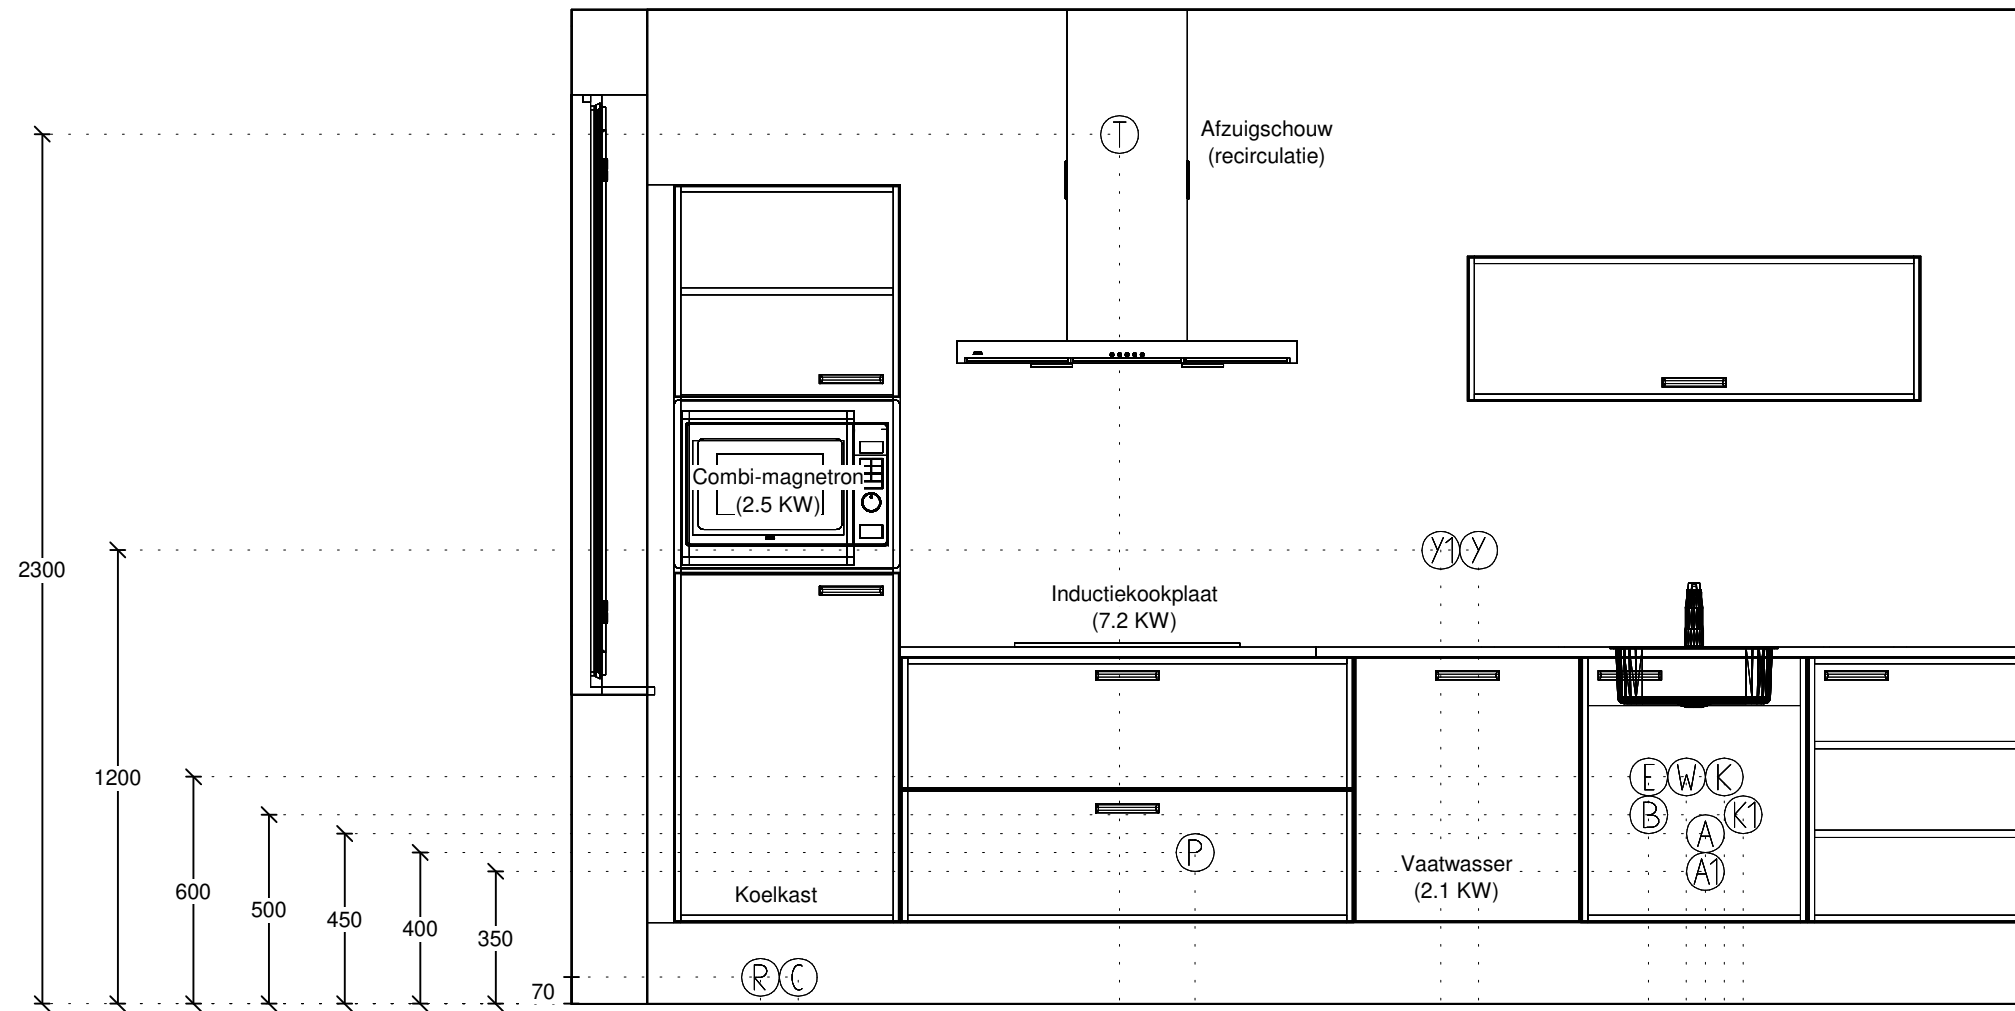 T
Afzuigschouw
(recirculatie)
Combi-magnetron
(2.5 KW)
Y1 Y
2300
Inductiekookplaat
(7.2 KW)
1200
E W K
B K1
A
P
A1
Vaatwasser
(2.1 KW)
Koelkast
600
500
450
400
350
70
R C